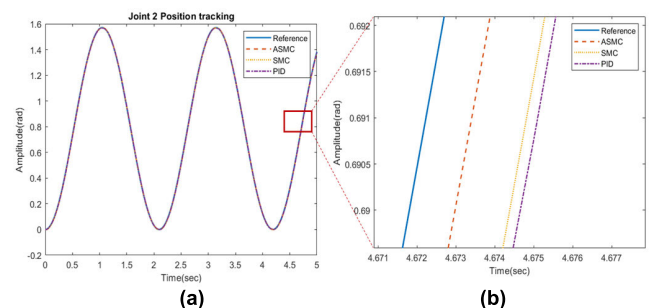 Joint 2 Position tracking
1.6
1.4
1.2
1
0.8
0.6
0.4
0.2
0
-0.2
Amplitude(rad)
0 0.5 1 1.5 2 2.5 3 3.5 4 4.5 5
Time(sec)
Reference
ASMC
SMC
PID
(a)
0.692
0.6915
0.691
0.6905
0.69
Amplitude(rad)
4.671 4.672 4.673 4.674 4.675 4.676 4.677
Time(sec)
Reference
ASMC
SMC
PID
(b)